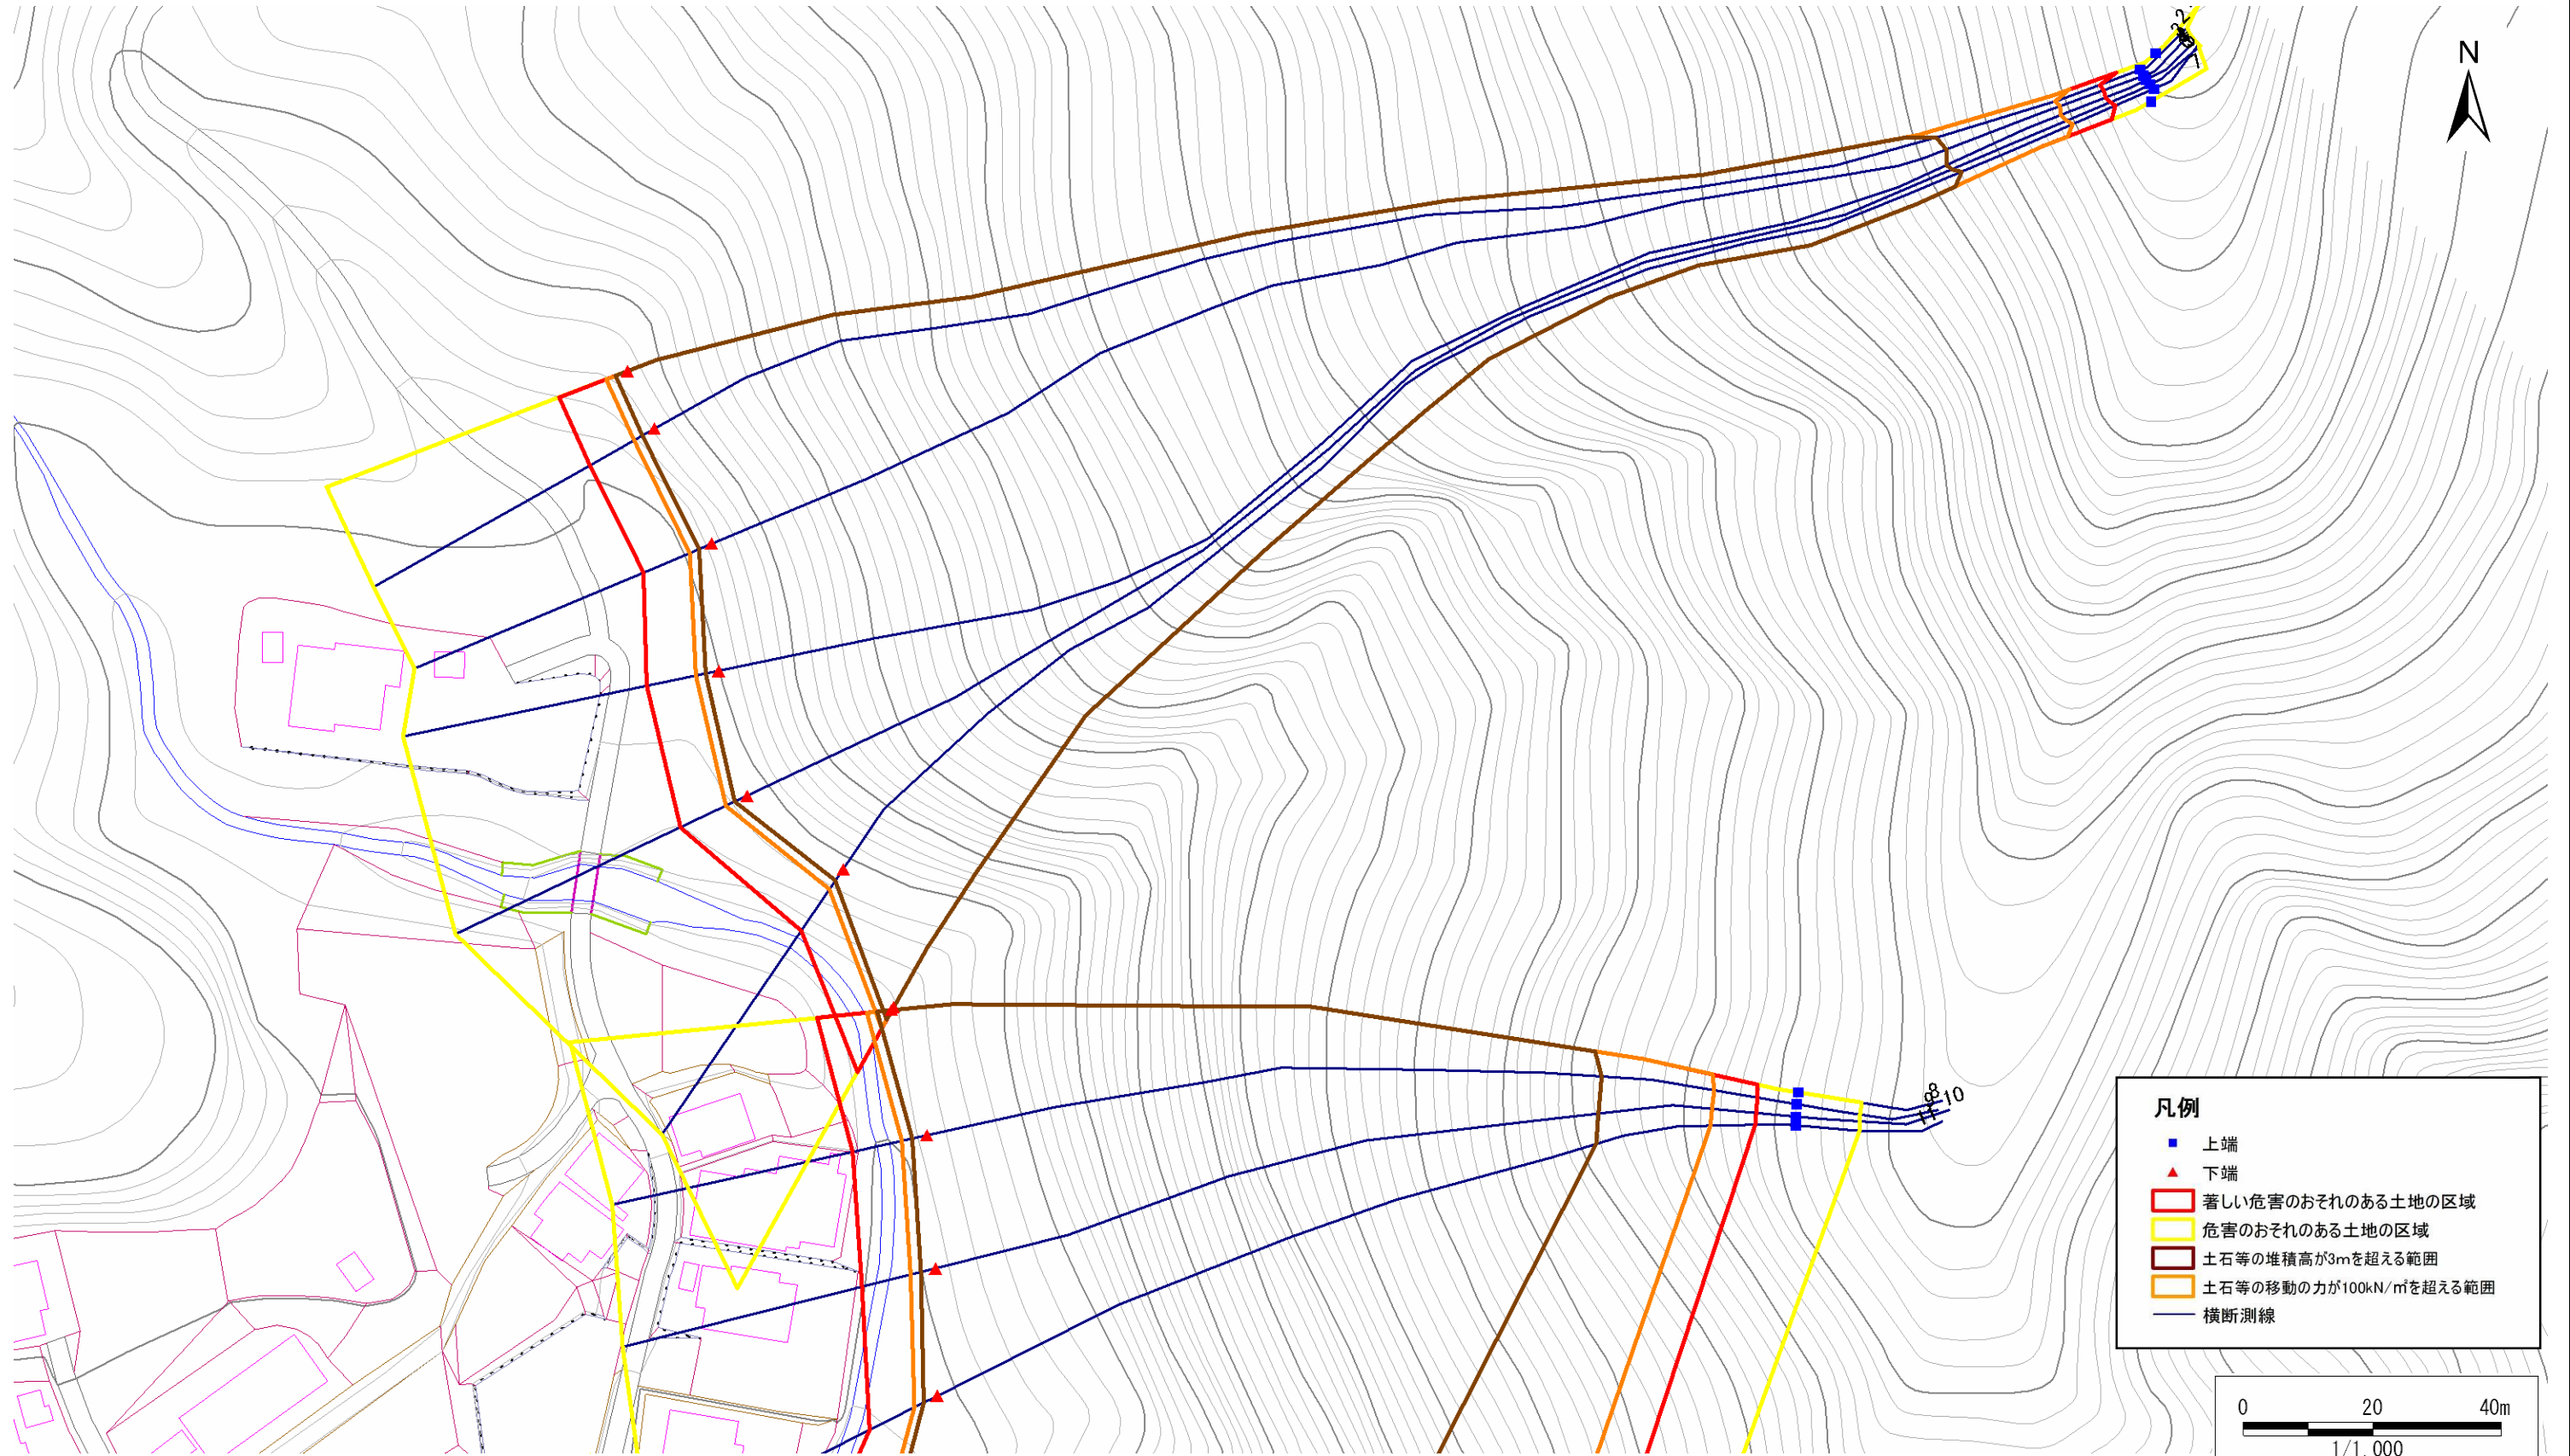 N
8
10
凡例
上端
下端
著しい危害のおそれのある土地の区域
危害のおそれのある土地の区域
土石等の堆積高が3mを超える範囲
土石等の移動の力が100kN/㎡を超える範囲
横断測線
0 20 40m
1/1,000